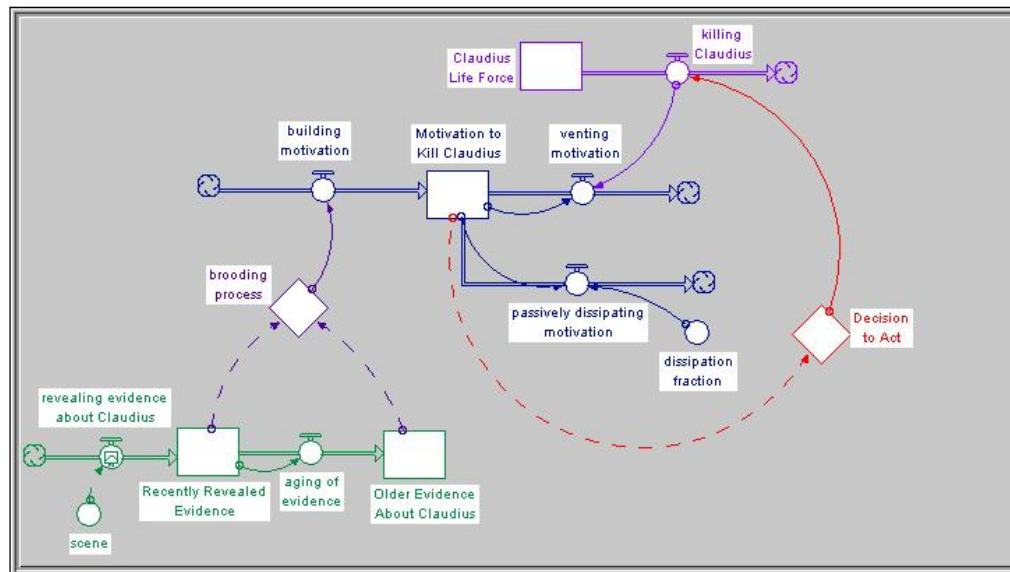 killing
Claudius
Claudius
Life Force
building
motivation
Motivation to
Kill Claudius
venting
motivation
brooding
process
passively dissipating
motivation
Decision
to Act
dissipation
fraction
revealing evidence
about Claudius
Recently Revealed
Evidence
aging of
evidence
Older Evidence
About Claudius
scene